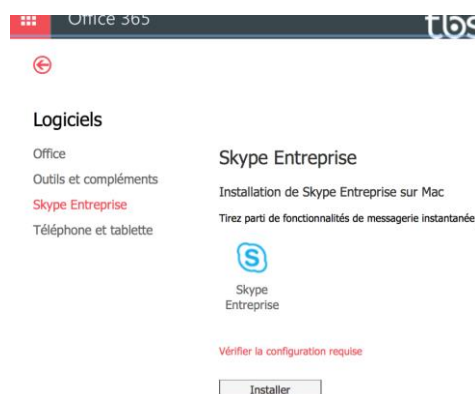 Office 365
tbs
Logiciels
Office
Outils et compléments
Skype Entreprise
Téléphone et tablette
Skype Entreprise
Installation de Skype Entreprise sur Mac
Tirez parti de fonctionnalités de messagerie instantanée
S
Skype
Entreprise
Vérifier la configuration requise
Installer